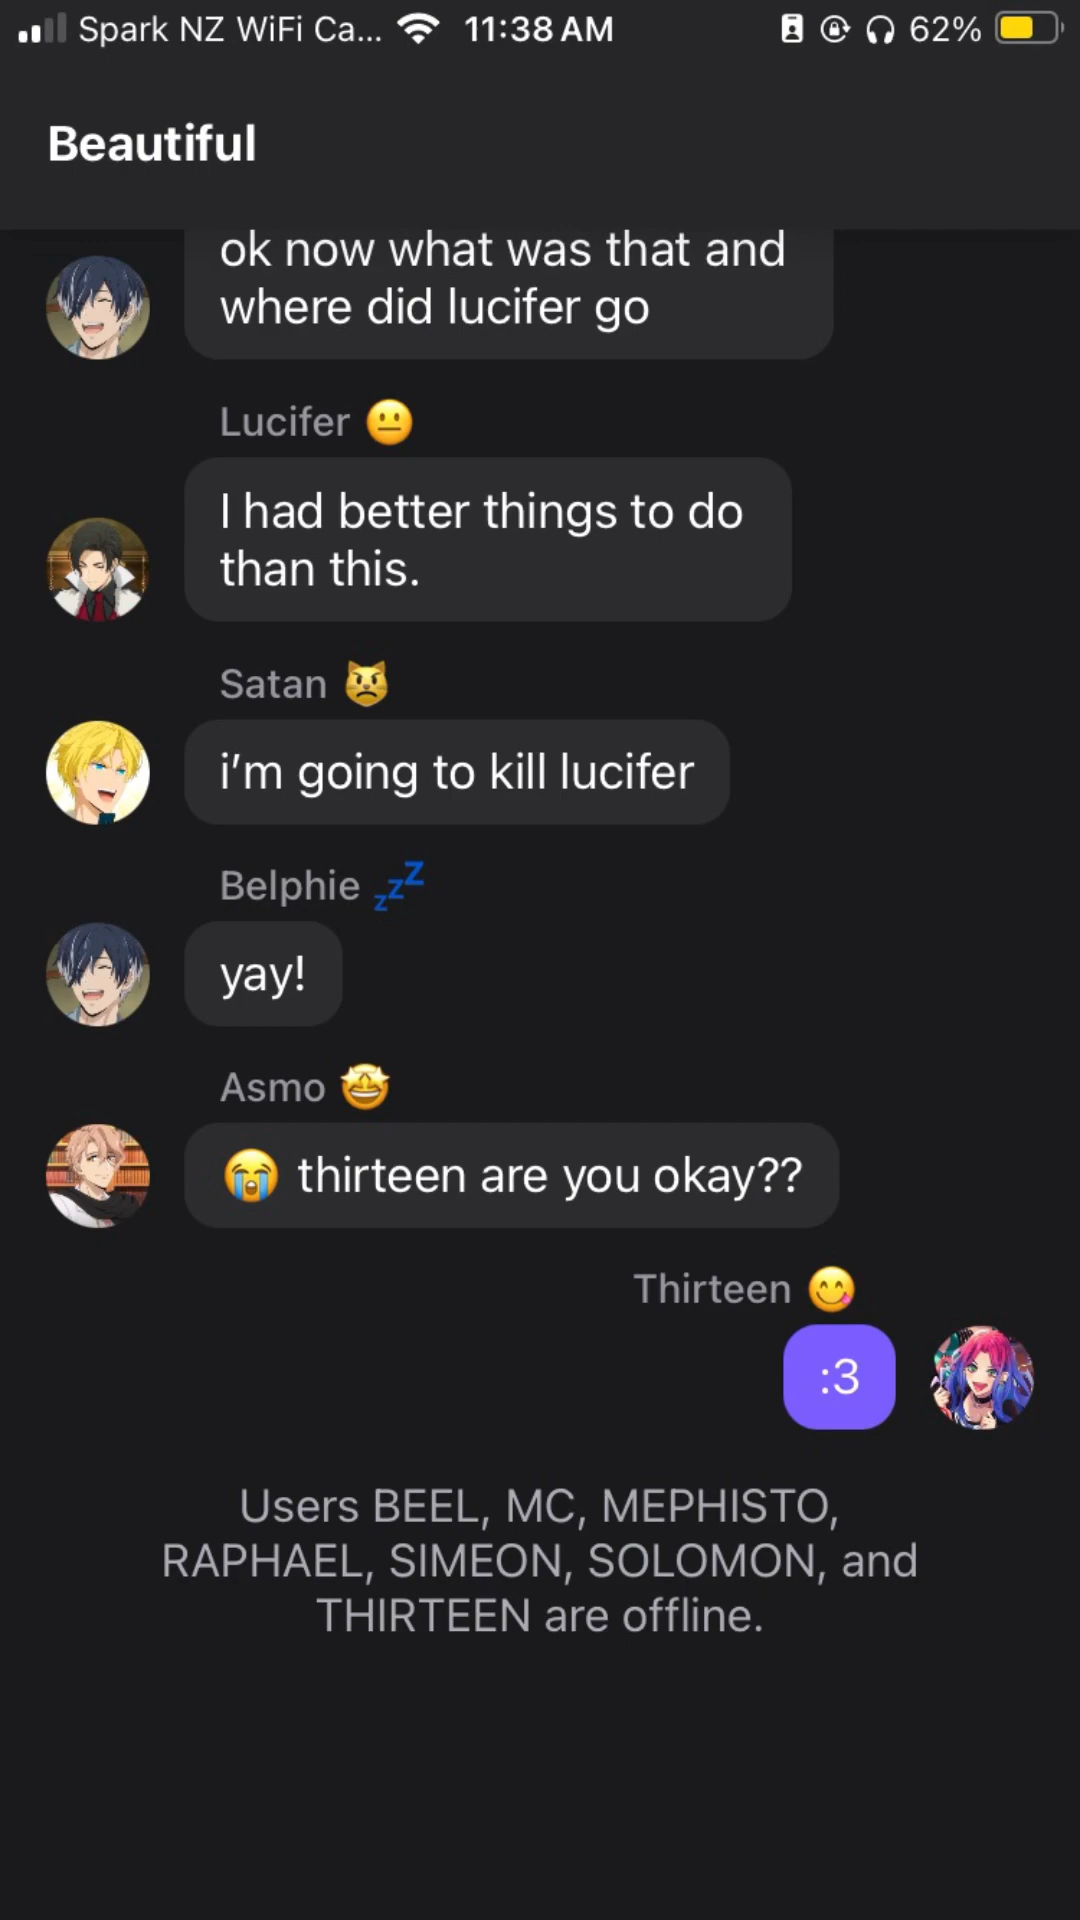 Spark NZ WiFi Ca... 11:38 AM 62%
Beautiful
ok now what was that and
where did lucifer go
Lucifer 😐
I had better things to do
than this.
Satan 😾
i’m going to kill lucifer
Belphie 💤
yay!
Asmo 🤩
😭 thirteen are you okay??
Thirteen 😋
:3
Users BEEL, MC, MEPHISTO,
RAPHAEL, SIMEON, SOLOMON, and
THIRTEEN are offline.